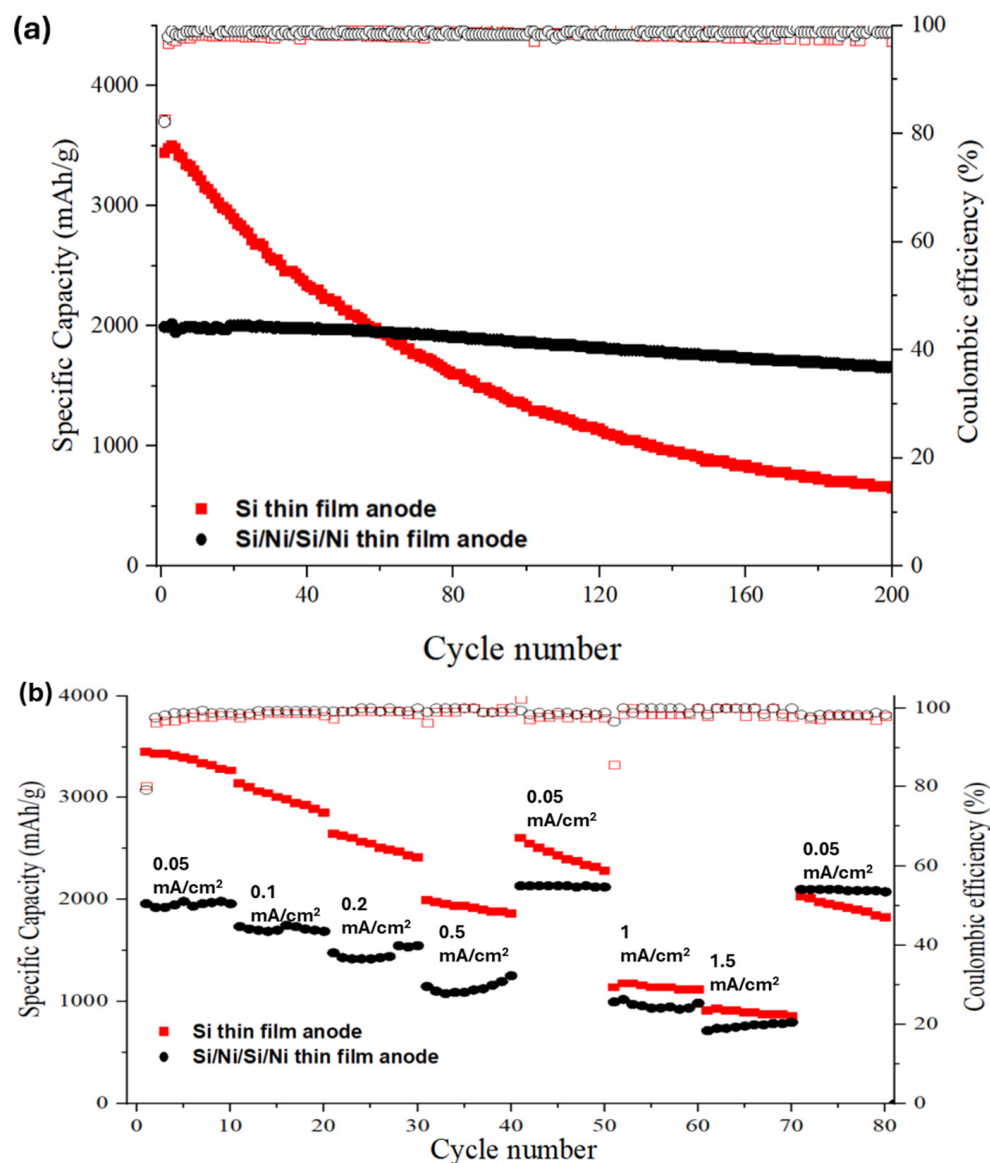 (a)
Specific Capacity (mAh/g)
4000
3000
2000
1000
0
100
80
60
40
20
0
Coulombic efficiency (%)
Si thin film anode
Si/Ni/Si/Ni thin film anode
0
40
80
120
160
200
Cycle number
(b)
Specific Capacity (mAh/g)
4000
3000
2000
1000
0
100
80
60
40
20
0
Coulombic efficiency (%)
0.05
mA/cm²
0.1
mA/cm²
0.2
mA/cm²
0.5
mA/cm²
0.05
mA/cm²
1
mA/cm²
1.5
mA/cm²
0.05
mA/cm²
Si thin film anode
Si/Ni/Si/Ni thin film anode
0
10
20
30
40
50
60
70
80
Cycle number